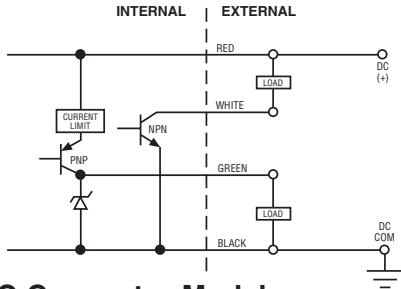 INTERNAL EXTERNAL
RED
DC
(+)
LOAD
WHITE
CURRENT
LIMIT
NPN
PNP
GREEN
LOAD
DC
COM
BLACK